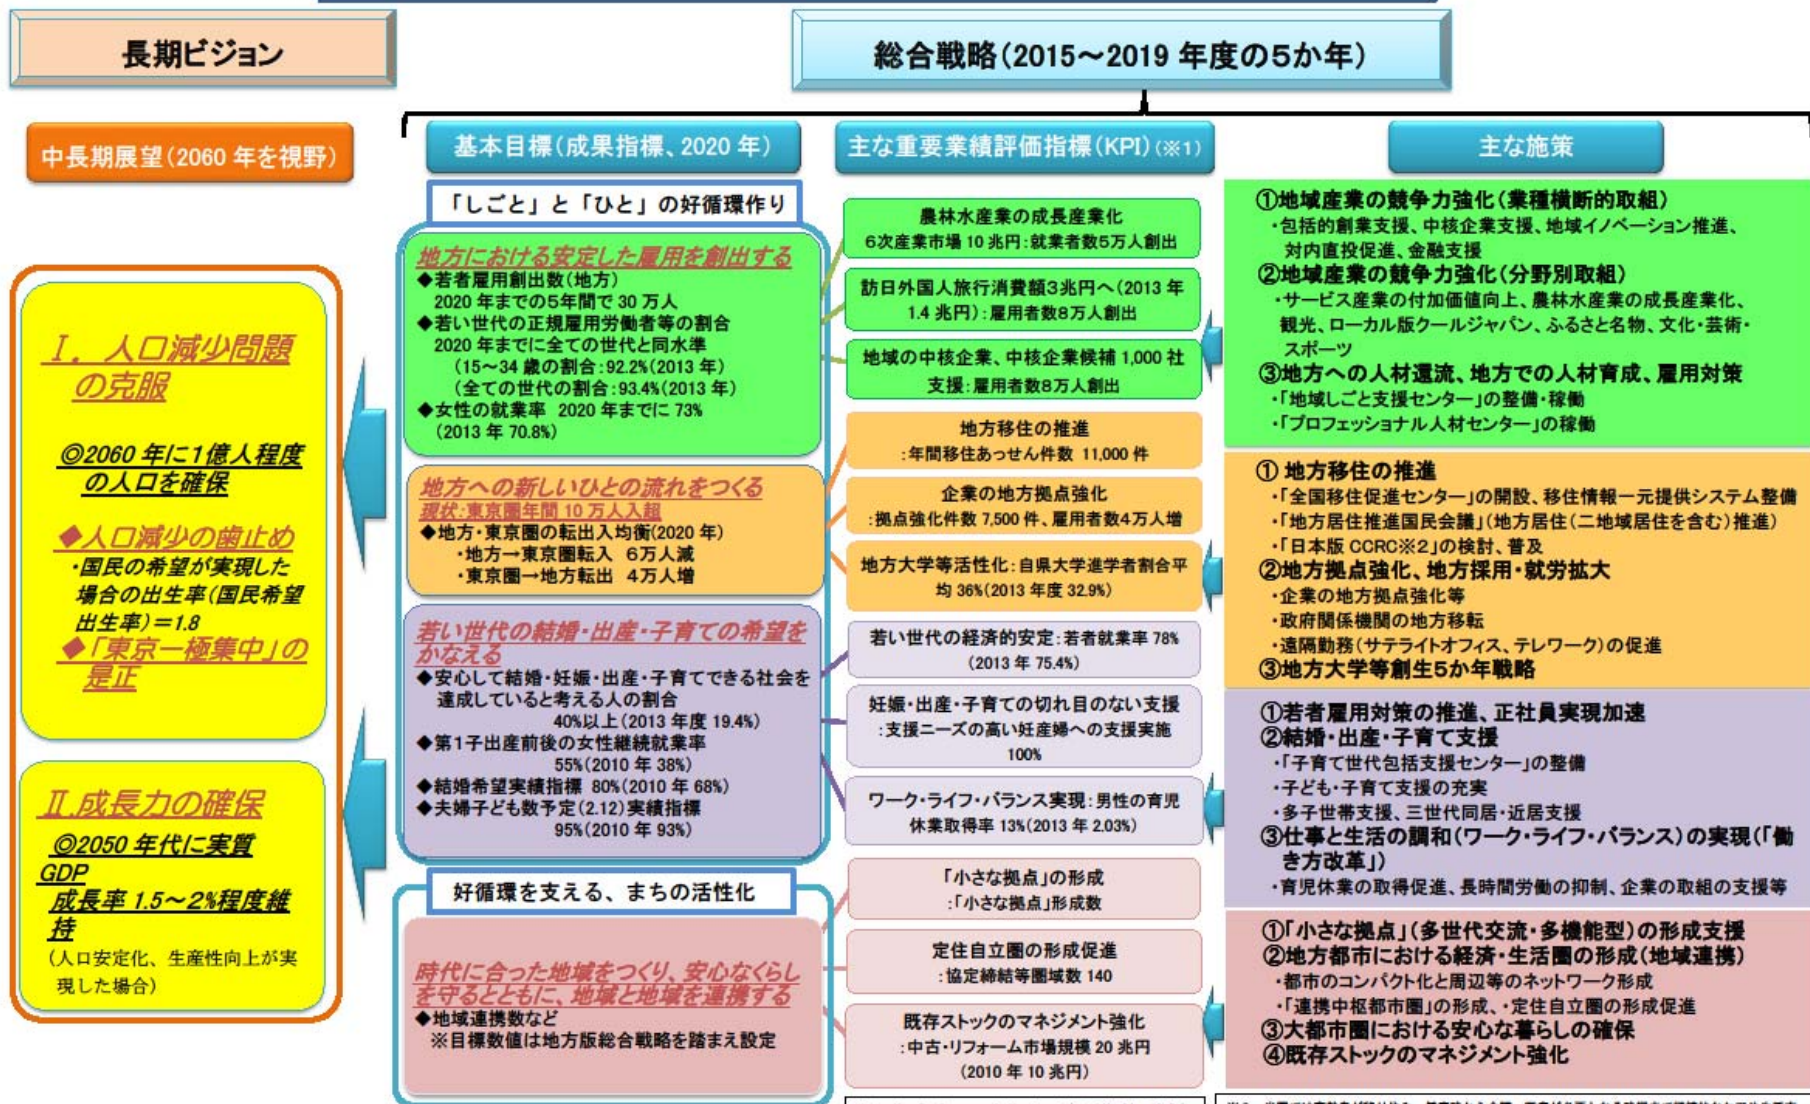 長期ビジョン
総合戦略(2015～2019 年度の5か年)
中長期展望(2060 年を視野)
Ⅰ．人口減少問題
の克服
◎2060 年に1億人程度
の人口を確保
◆人口減少の歯止め
・国民の希望が実現した
場合の出生率(国民希望
出生率)＝1.8
◆「東京一極集中」の
是正
Ⅱ.成長力の確保
◎2050 年代に実質
GDP
成長率 1.5～2%程度維
持
(人口安定化、生産性向上が実
現した場合)
基本目標(成果指標、2020 年)
「しごと」と「ひと」の好循環作り
地方における安定した雇用を創出する
◆若者雇用創出数(地方)
2020 年までの5年間で 30 万人
◆若い世代の正規雇用労働者等の割合
2020 年までに全ての世代と同水準
(15～34 歳の割合:92.2%(2013 年)
(全ての世代の割合:93.4%(2013 年)
◆女性の就業率 2020 年までに 73%
(2013 年 70.8%)
地方への新しいひとの流れをつくる
現状:東京圏年間 10 万人入超
◆地方・東京圏の転出入均衡(2020 年)
・地方→東京圏転入 6万人減
・東京圏→地方転出 4万人増
若い世代の結婚・出産・子育ての希望を
かなえる
◆安心して結婚・妊娠・出産・子育てできる社会を
達成していると考える人の割合
40%以上(2013 年度 19.4%)
◆第1子出産前後の女性継続就業率
55%(2010 年 38%)
◆結婚希望実績指標 80%(2010 年 68%)
◆夫婦子ども数予定(2.12)実績指標
95%(2010 年 93%)
好循環を支える、まちの活性化
時代に合った地域をつくり、安心なくらし
を守るとともに、地域と地域を連携する
◆地域連携数など
※目標数値は地方版総合戦略を踏まえ設定
主な重要業績評価指標(KPI)(※1)
農林水産業の成長産業化
6次産業市場 10 兆円:就業者数5万人創出
訪日外国人旅行消費額3兆円へ(2013 年
1.4 兆円):雇用者数8万人創出
地域の中核企業、中核企業候補 1,000 社
支援:雇用者数8万人創出
地方移住の推進
:年間移住あっせん件数 11,000 件
企業の地方拠点強化
:拠点強化件数 7,500 件、雇用者数4万人増
地方大学等活性化:自県大学進学者割合平
均 36%(2013 年度 32.9%)
若い世代の経済的安定:若者就業率 78%
(2013 年 75.4%)
妊娠・出産・子育ての切れ目のない支援
:支援ニーズの高い妊産婦への支援実施
100%
ワーク・ライフ・バランス実現:男性の育児
休業取得率 13%(2013 年 2.03%)
「小さな拠点」の形成
:「小さな拠点」形成数
定住自立圏の形成促進
:協定締結等圏域数 140
既存ストックのマネジメント強化
:中古・リフォーム市場規模 20 兆円
(2010 年 10 兆円)
主な施策
①地域産業の競争力強化(業種横断的取組)
・包括的創業支援、中核企業支援、地域イノベーション推進、
対内直投促進、金融支援
②地域産業の競争力強化(分野別取組)
・サービス産業の付加価値向上、農林水産業の成長産業化、
観光、ローカル版クールジャパン、ふるさと名物、文化・芸術・
スポーツ
③地方への人材還流、地方での人材育成、雇用対策
・「地域しごと支援センター」の整備・稼働
・「プロフェッショナル人材センター」の稼働
① 地方移住の推進
・「全国移住促進センター」の開設、移住情報一元提供システム整備
・「地方居住推進国民会議」(地方居住(二地域居住を含む)推進)
・「日本版 CCRC※2」の検討、普及
②地方拠点強化、地方採用・就労拡大
・企業の地方拠点強化等
・政府関係機関の地方移転
・遠隔勤務(サテライトオフィス、テレワーク)の促進
③地方大学等創生5か年戦略
①若者雇用対策の推進、正社員実現加速
②結婚・出産・子育て支援
・「子育て世代包括支援センター」の整備
・子ども・子育て支援の充実
・多子世帯支援、三世代同居・近居支援
③仕事と生活の調和(ワーク・ライフ・バランス)の実現(「働
き方改革」)
・育児休業の取得促進、長時間労働の抑制、企業の取組の支援等
①「小さな拠点」(多世代交流・多機能型)の形成支援
②地方都市における経済・生活圏の形成(地域連携)
・都市のコンパクト化と周辺等のネットワーク形成
・「連携中枢都市圏」の形成、・定住自立圏の形成促進
③大都市圏における安心な暮らしの確保
④既存ストックのマネジメント強化